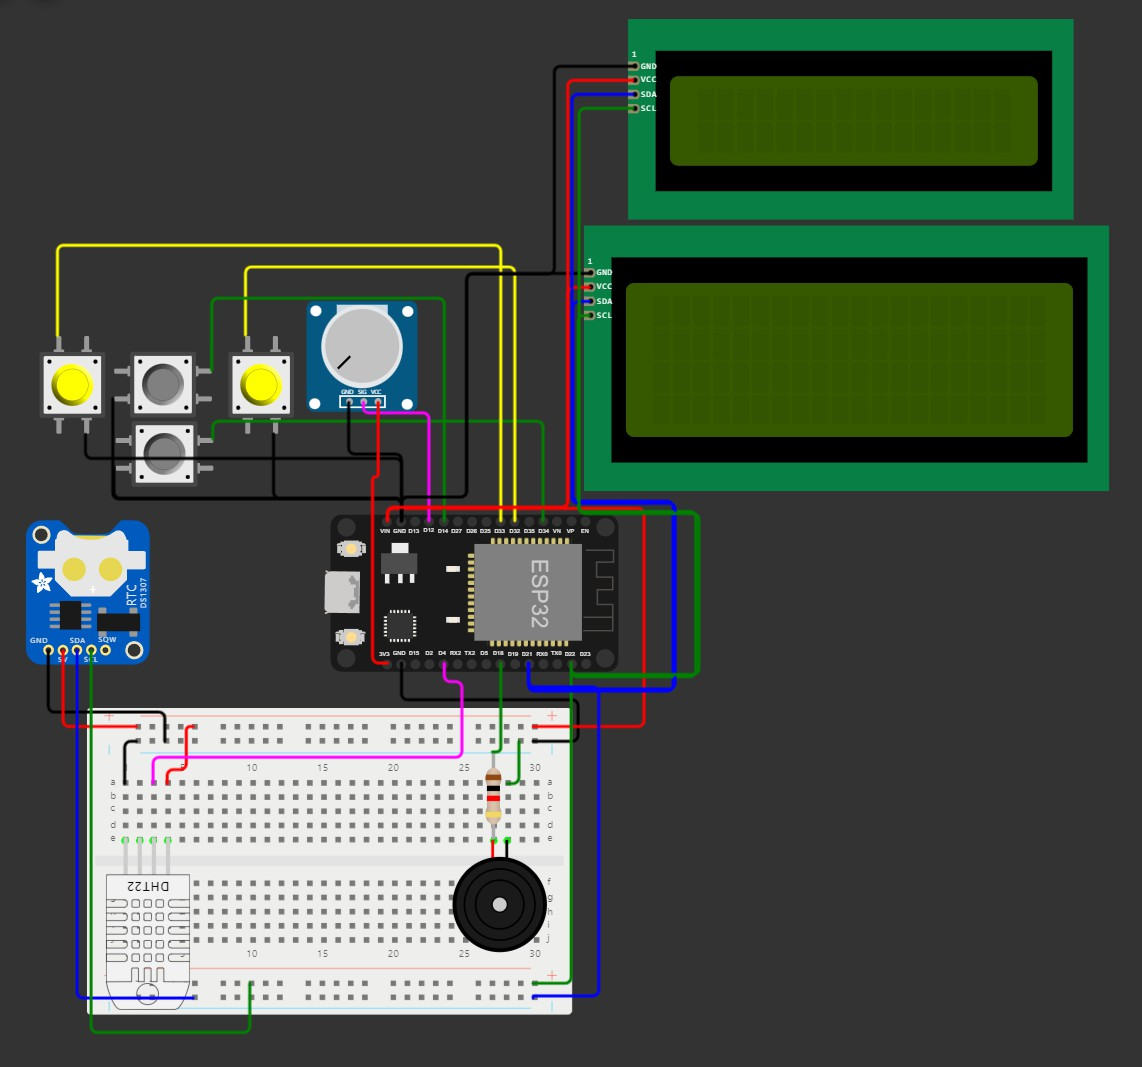 1
GND
VCC
SDA
SCL
1
GND
VCC
SDA
SCL
GND SIG VCC
VIN GND D13 D12 D14 D27 D26 D25 D33 D32 D35 D34 VN VP EN
ESP32
3V3 GND D15 D2 D4 RX2 TX2 D5 D18 D19 D21 RX0 TX0 D22 D23
RTC
DS1307
GND SDA SQW
5V SCL
10 15 20 25 30
a a
b b
c c
d d
e e
DHT22
f
g
h
i
j
10 15 20 25 30